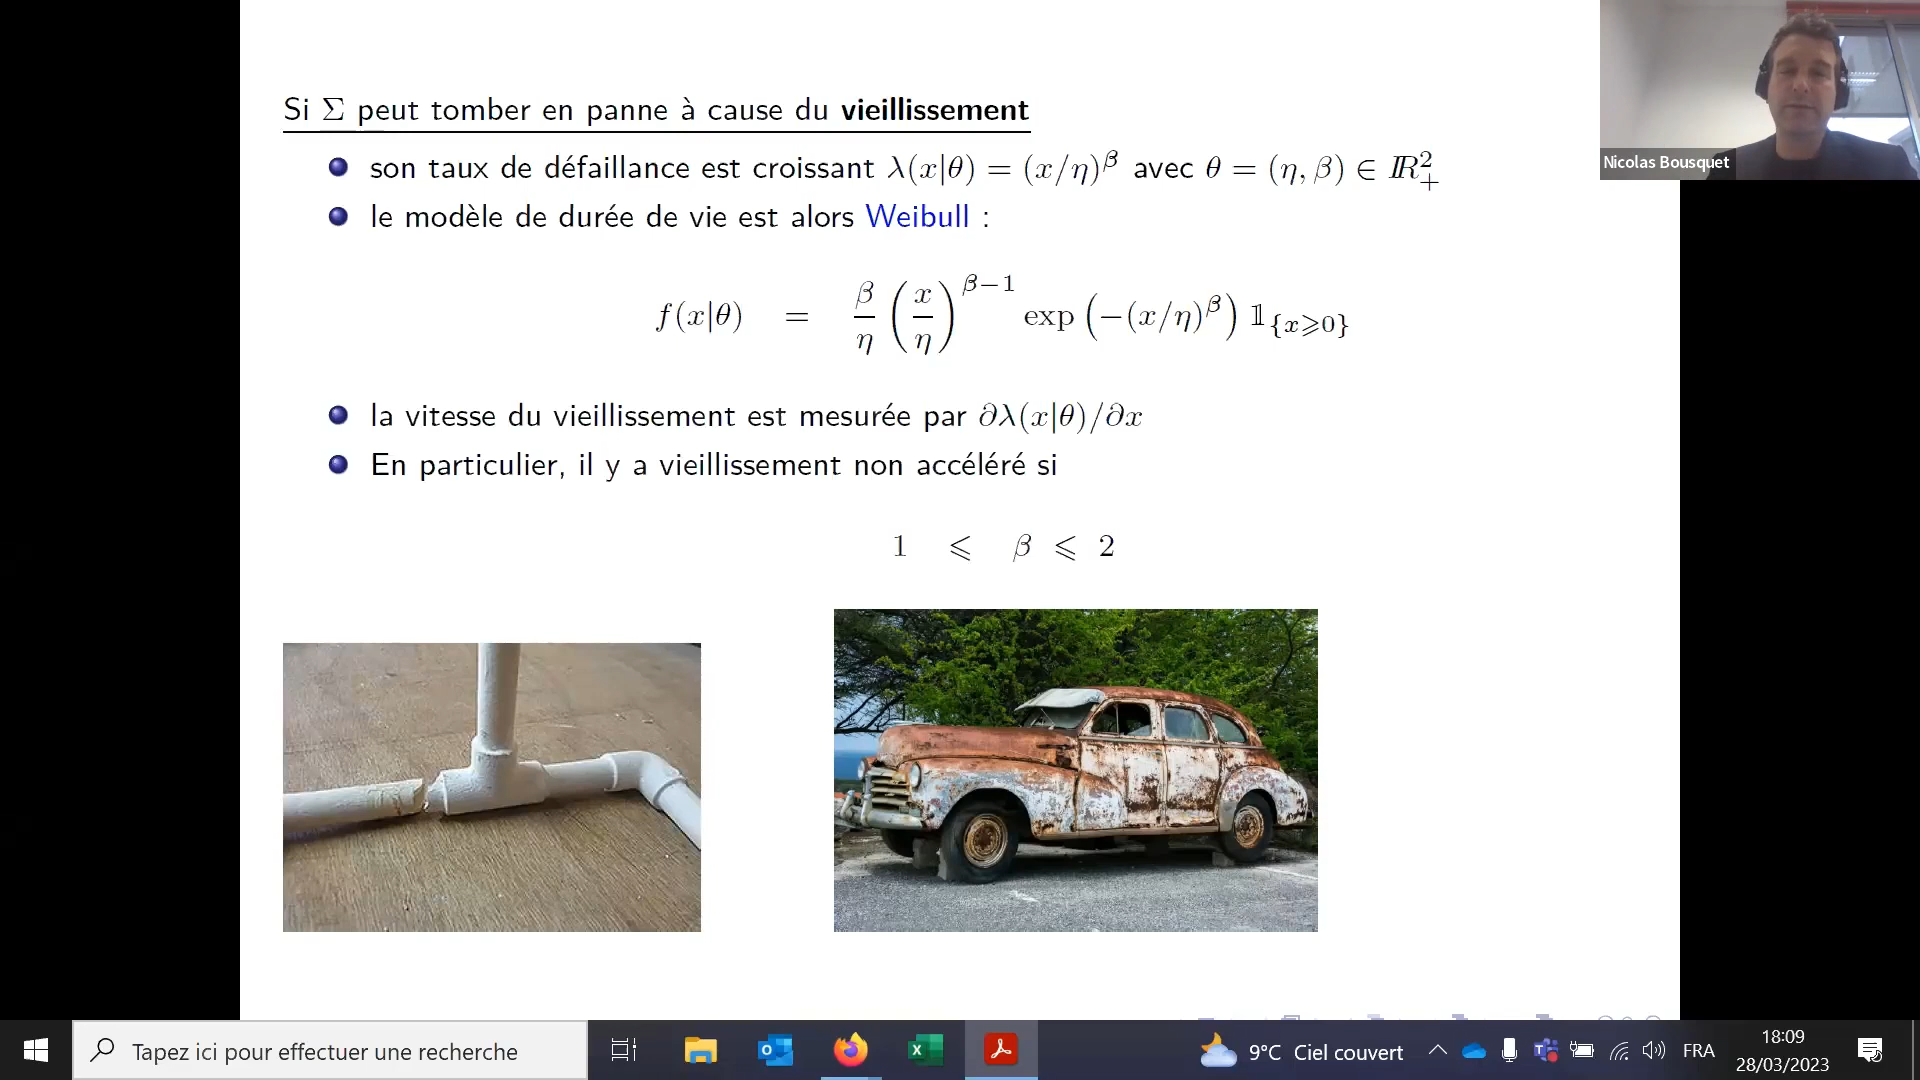 Si Σ peut tomber en panne à cause du vieillissement
son taux de défaillance est croissant λ(x|θ) = (x/η)^β avec θ = (η, β) ∈ ℝ²₊
le modèle de durée de vie est alors Weibull :
f(x|θ) = β/η (x/η)^{β−1} exp (−(x/η)^β) 𝟙_{x⩾0}
la vitesse du vieillissement est mesurée par ∂λ(x|θ)/∂x
En particulier, il y a vieillissement non accéléré si
1 ⩽ β ⩽ 2
Nicolas Bousquet
Tapez ici pour effectuer une recherche
9°C Ciel couvert
FRA
18:09
28/03/2023